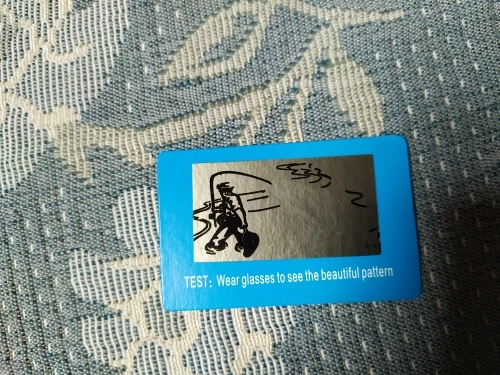 TEST: Wear glasses to see the beautiful pattern